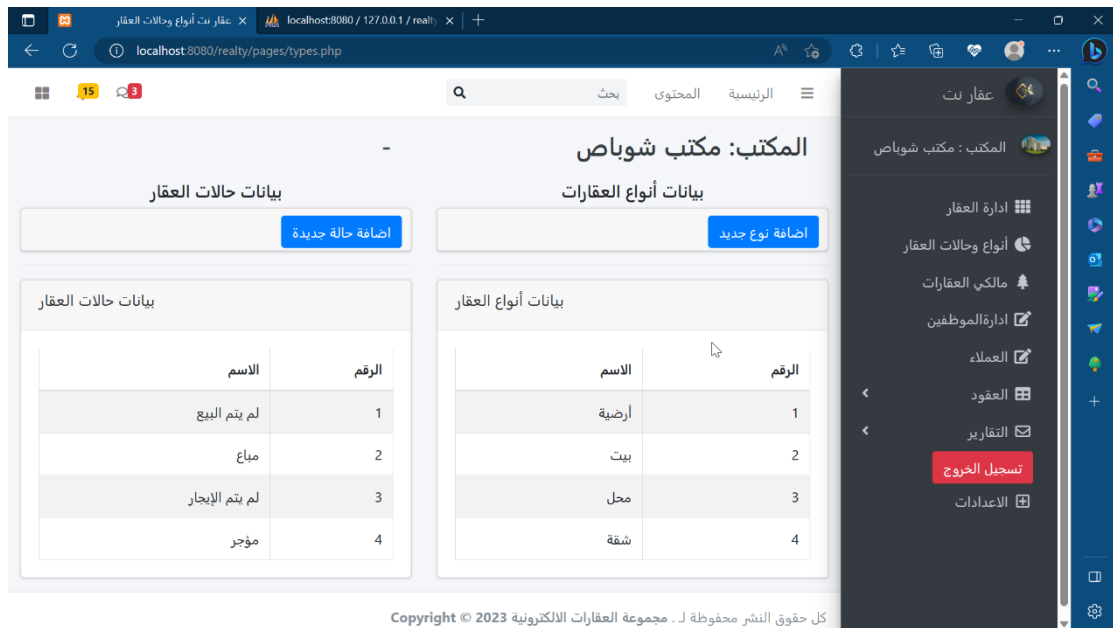 عقار نت أنواع وحالات العقار
localhost:8080 / 127.0.0.1 / realty
localhost:8080/realty/pages/types.php
عقار نت
المكتب : مكتب شوباص
ادارة العقار
أنواع وحالات العقار
مالكي العقارات
ادارةالموظفين
العملاء
العقود
التقارير
تسجيل الخروج
الاعدادات
الرئيسية المحتوى بحث
3 15
المكتب: مكتب شوباص -
بيانات أنواع العقارات
اضافة نوع جديد
بيانات أنواع العقار
الرقم الاسم
1 أرضية
2 بيت
3 محل
4 شقة
بيانات حالات العقار
اضافة حالة جديدة
بيانات حالات العقار
الرقم الاسم
1 لم يتم البيع
2 مباع
3 لم يتم الإيجار
4 مؤجر
كل حقوق النشر محفوظة لـ . مجموعة العقارات الالكترونية Copyright © 2023